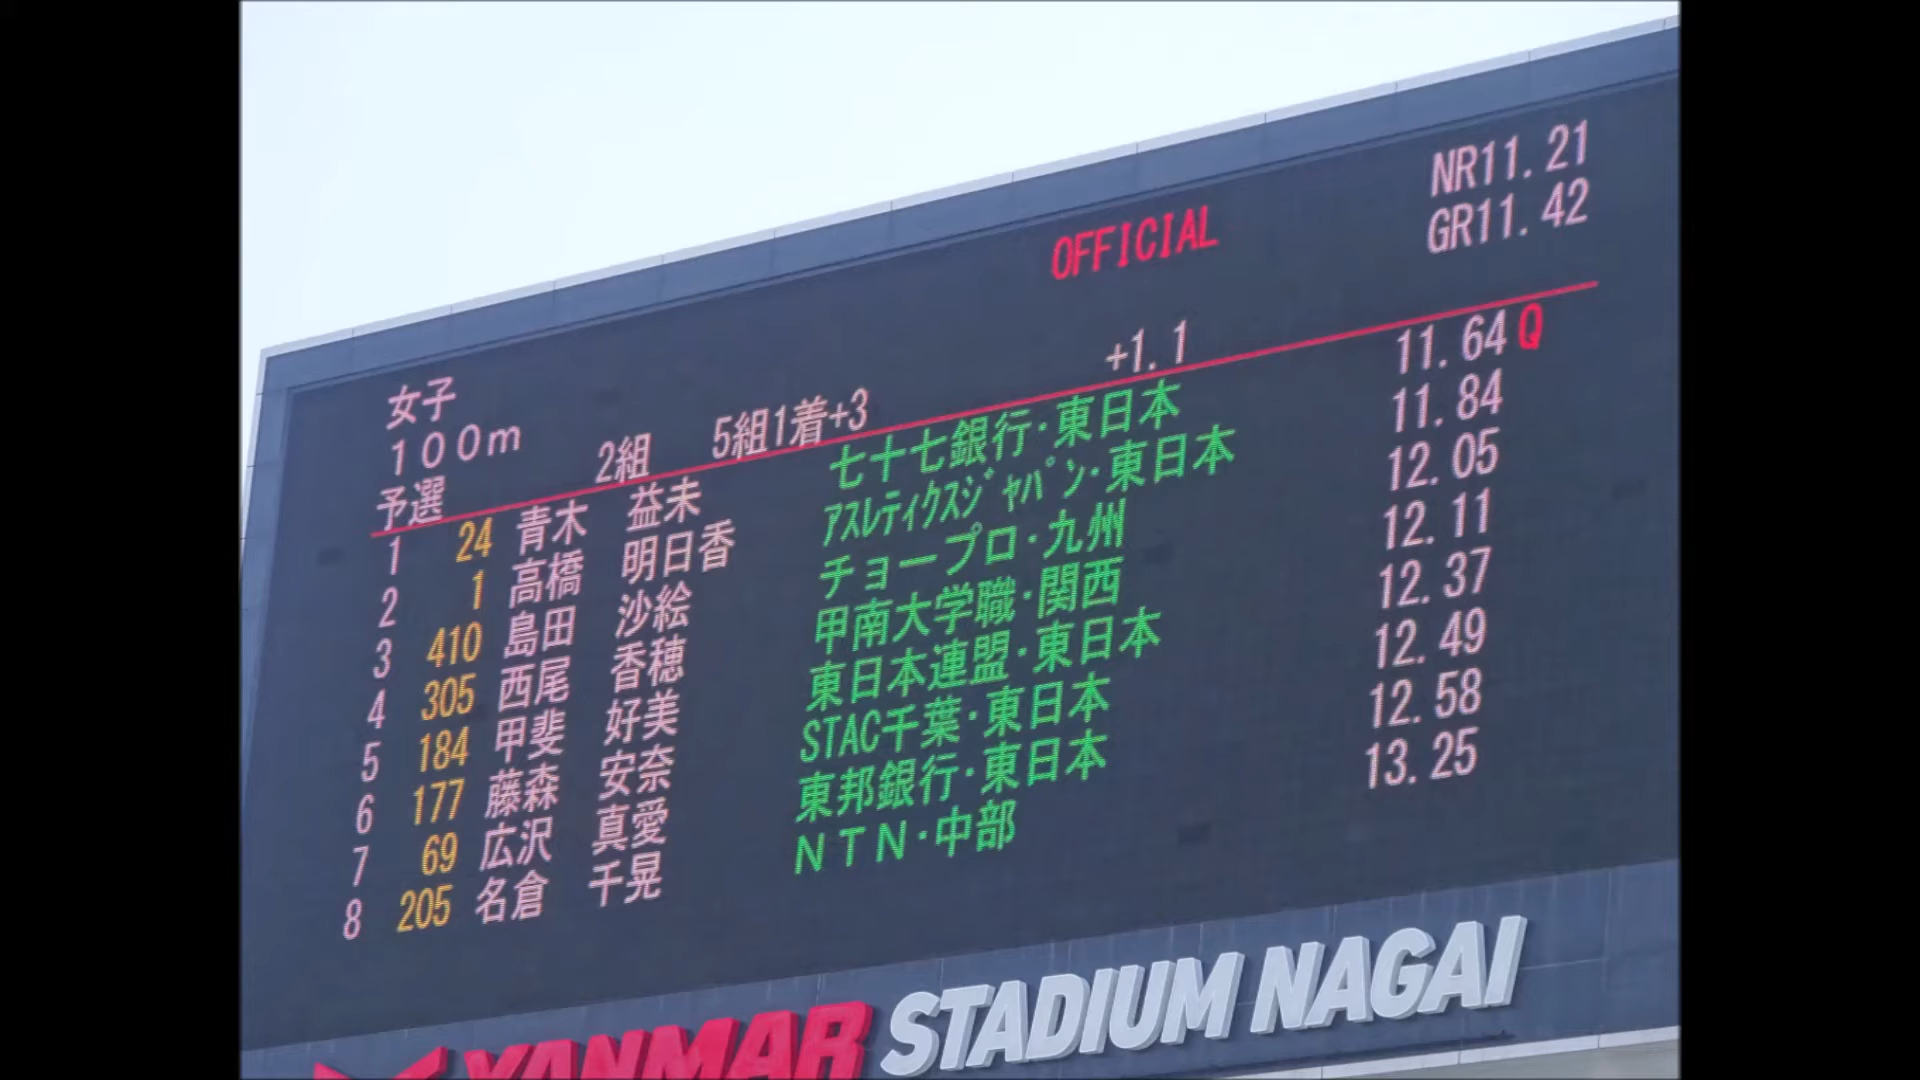 NR11.21
GR11.42
OFFICIAL
女子
100m
予選 2組 5組1着+3 +1.1
1 24 青木 益未 七十七銀行・東日本 11.64 Q
2 1 高橋 明日香 ｱｽﾚﾃｨｸｽｼﾞｬﾊﾟﾝ・東日本 11.84
3 410 島田 沙絵 チョープロ・九州 12.05
4 305 西尾 香穂 甲南大学職・関西 12.11
5 184 甲斐 好美 東日本連盟・東日本 12.37
6 177 藤森 安奈 STAC千葉・東日本 12.49
7 69 広沢 真愛 東邦銀行・東日本 12.58
8 205 名倉 千晃 NTN・中部 13.25
YANMAR STADIUM NAGAI